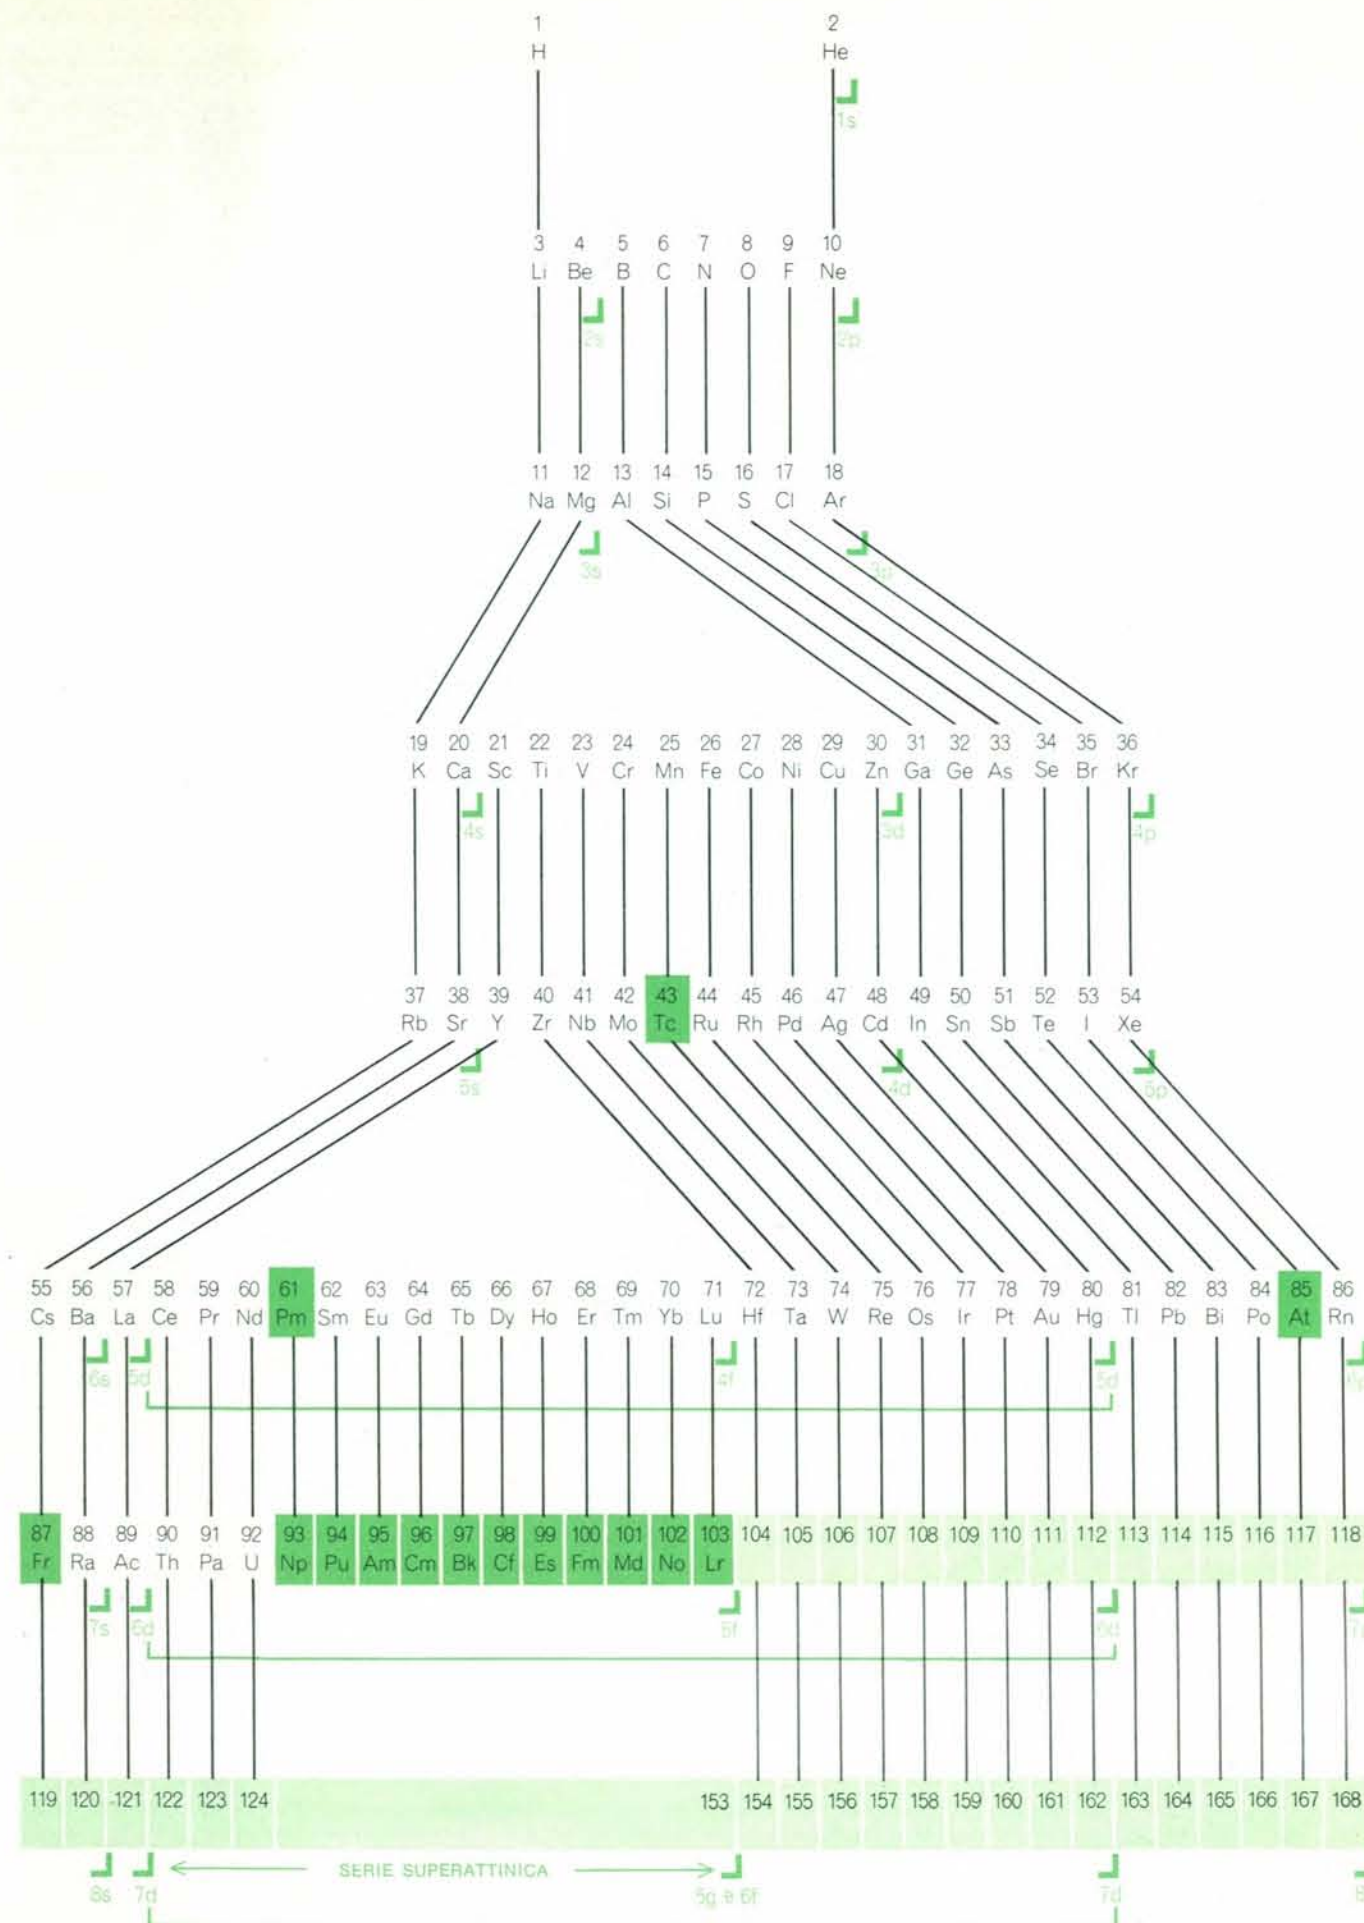 1 2
H He
1s
3 4 5 6 7 8 9 10
Li Be B C N O F Ne
2s 2p
11 12 13 14 15 16 17 18
Na Mg Al Si P S Cl Ar
3s 3p
19 20 21 22 23 24 25 26 27 28 29 30 31 32 33 34 35 36
K Ca Sc Ti V Cr Mn Fe Co Ni Cu Zn Ga Ge As Se Br Kr
4s 3d 4p
37 38 39 40 41 42 43 44 45 46 47 48 49 50 51 52 53 54
Rb Sr Y Zr Nb Mo Tc Ru Rh Pd Ag Cd In Sn Sb Te I Xe
5s 4d 5p
55 56 57 58 59 60 61 62 63 64 65 66 67 68 69 70 71 72 73 74 75 76 77 78 79 80 81 82 83 84 85 86
Cs Ba La Ce Pr Nd Pm Sm Eu Gd Tb Dy Ho Er Tm Yb Lu Hf Ta W Re Os Ir Pt Au Hg Tl Pb Bi Po At Rn
6s 5d 4f 5d
87 88 89 90 91 92 93 94 95 96 97 98 99 100 101 102 103 104 105 106 107 108 109 110 111 112 113 114 115 116 117 118
Fr Ra Ac Th Pa U Np Pu Am Cm Bk Cf Es Fm Md No Lr
7s 6d 5f 6d
119 120 121 122 123 124 153 154 155 156 157 158 159 160 161 162 163 164 165 166 167 168
SERIE SUPERATTINICA
8s 7d 5g e 6f 7d